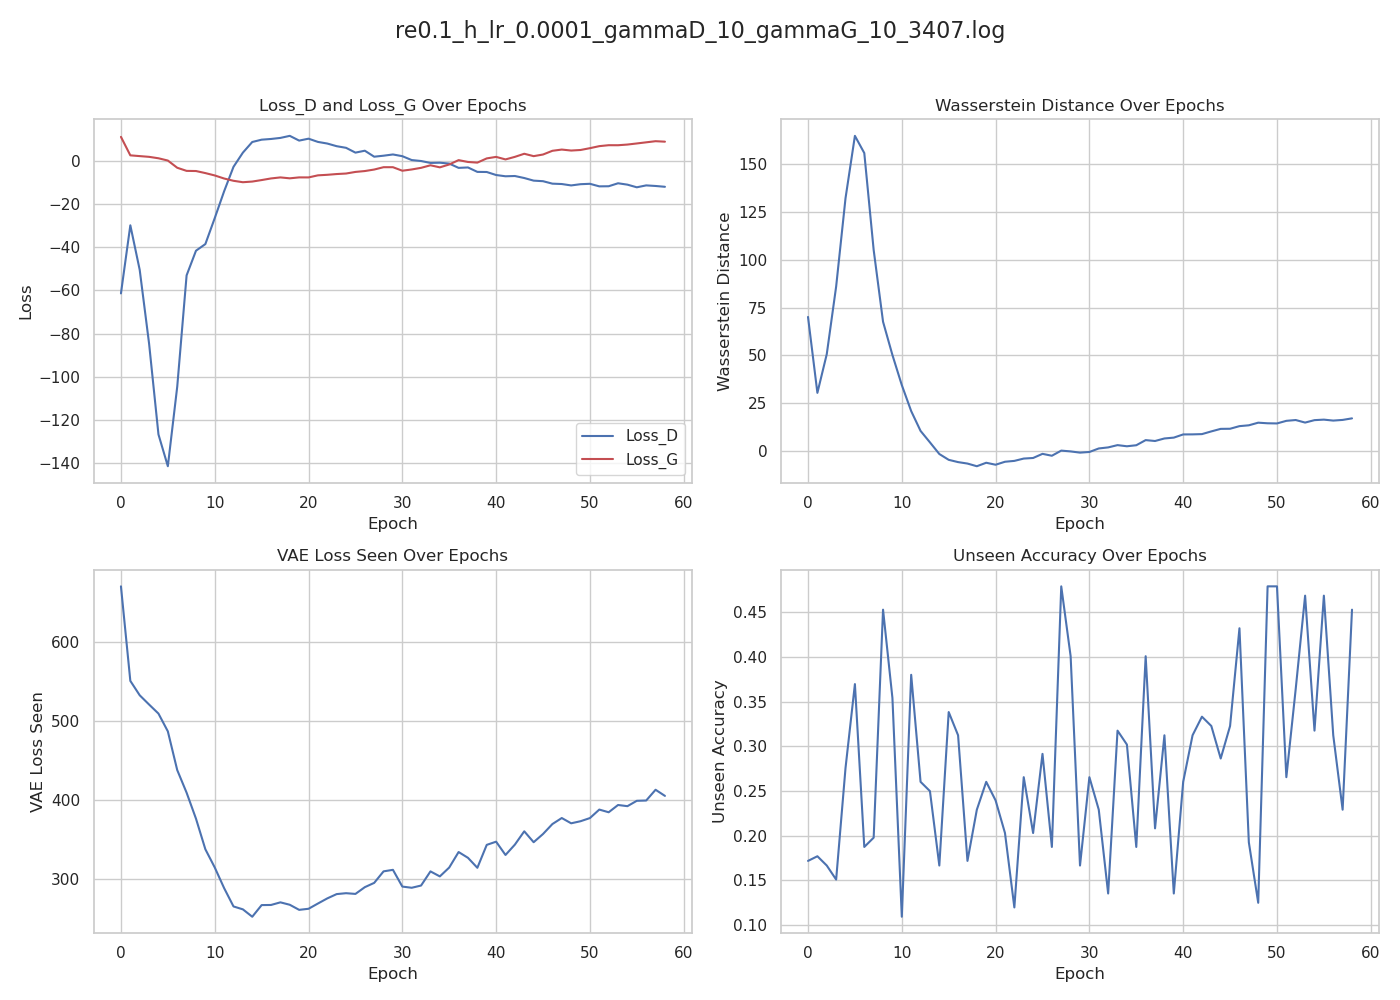 re0.1_h_lr_0.0001_gammaD_10_gammaG_10_3407.log
Loss_D and Loss_G Over Epochs
Loss
0
−20
−40
−60
−80
−100
−120
−140
Loss_D
Loss_G
0 10 20 30 40 50 60
Epoch
Wasserstein Distance Over Epochs
Wasserstein Distance
150
125
100
75
50
25
0
0 10 20 30 40 50 60
Epoch
VAE Loss Seen Over Epochs
VAE Loss Seen
600
500
400
300
0 10 20 30 40 50 60
Epoch
Unseen Accuracy Over Epochs
Unseen Accuracy
0.45
0.40
0.35
0.30
0.25
0.20
0.15
0.10
0 10 20 30 40 50 60
Epoch